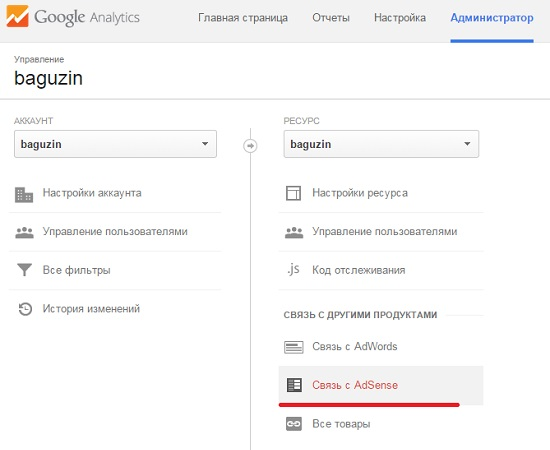 Google Analytics
Главная страница Отчеты Настройка Администратор
Управление
baguzin
АККАУНТ
baguzin
Настройки аккаунта
Управление пользователями
Все фильтры
История изменений
РЕСУРС
baguzin
Настройки ресурса
Управление пользователями
.js Код отслеживания
СВЯЗЬ С ДРУГИМИ ПРОДУКТАМИ
Связь с AdWords
Связь с AdSense
Все товары